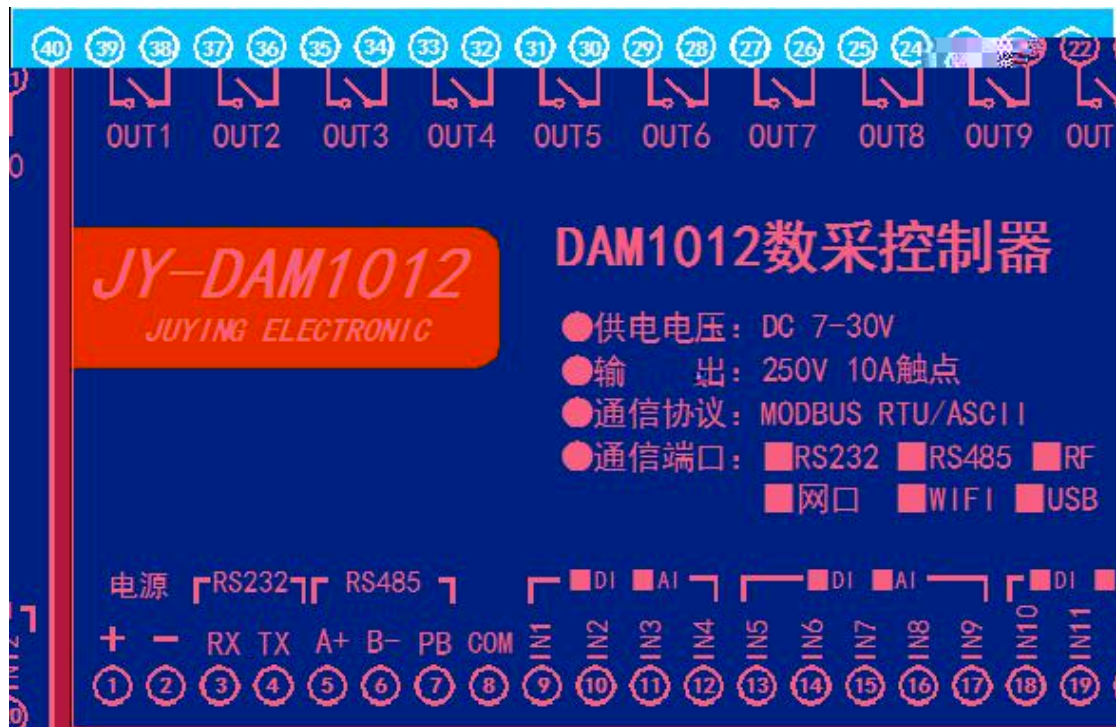 40 39 38 37 36 35 34 33 32 31 30 29 28 27 26 25 24 22
OUT1 OUT2 OUT3 OUT4 OUT5 OUT6 OUT7 OUT8 OUT9 OUT
JY-DAM1012
JUYING ELECTRONIC
DAM1012数采控制器
●供电电压: DC 7-30V
●输 出: 250V 10A触点
●通信协议: MODBUS RTU/ASCII
●通信端口: ■RS232 ■RS485 ■RF
■网口 ■WIFI ■USB
电源 RS232 RS485 ■DI ■AI ■DI ■AI ■DI
+ - RX TX A+ B- PB COM IN1 IN2 IN3 IN4 IN5 IN6 IN7 IN8 IN9 IN10 IN11
1 2 3 4 5 6 7 8 9 10 11 12 13 14 15 16 17 18 19